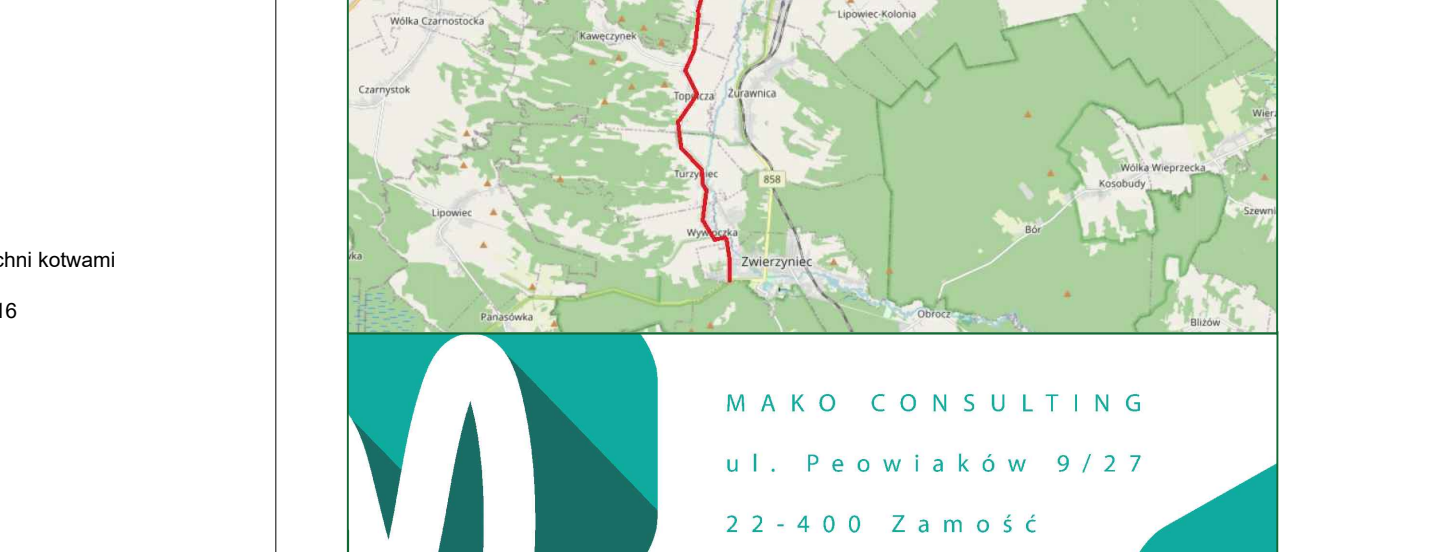 Wólka Czarnostocka
Lipowiec-Kolonia
Kawęczynek
Czarnystok
Topólcza
Żurawnica
Wólka Wieprzecka
Turzyniec
858
Kosobudy
Lipowiec
Bór
Wywłoczka
chni kotwami
Zwierzyniec
16
Panasówka
Obrocz
Bliżów
MAKO CONSULTING
ul. Peowiaków 9/27
22-400 Zamość